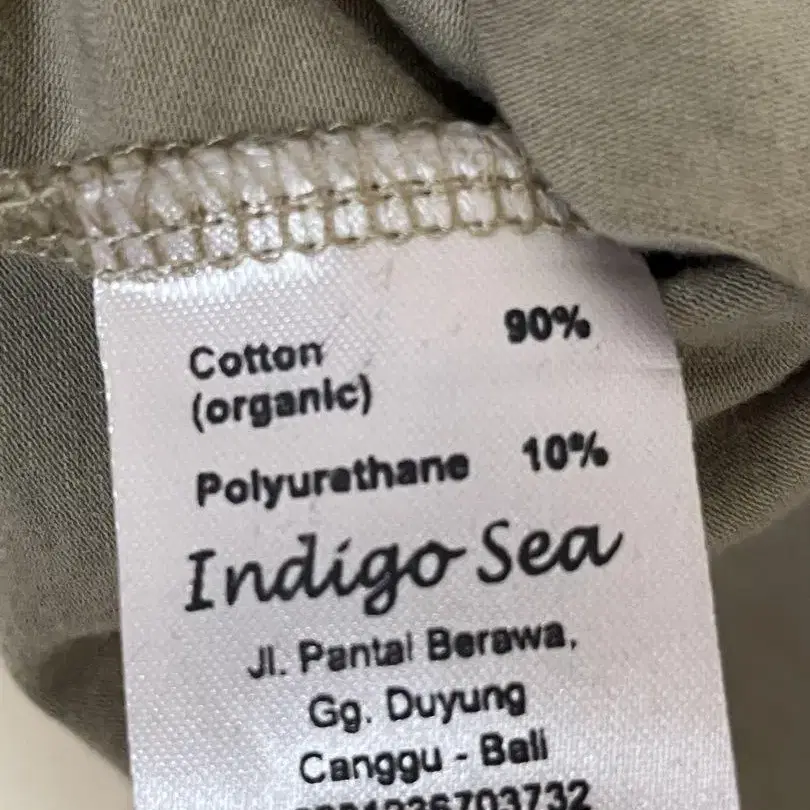 Cotton 90%
(organic)
Polyurethane 10%
Indigo Sea
Jl. Pantai Berawa,
Gg. Duyung
Canggu - Bali